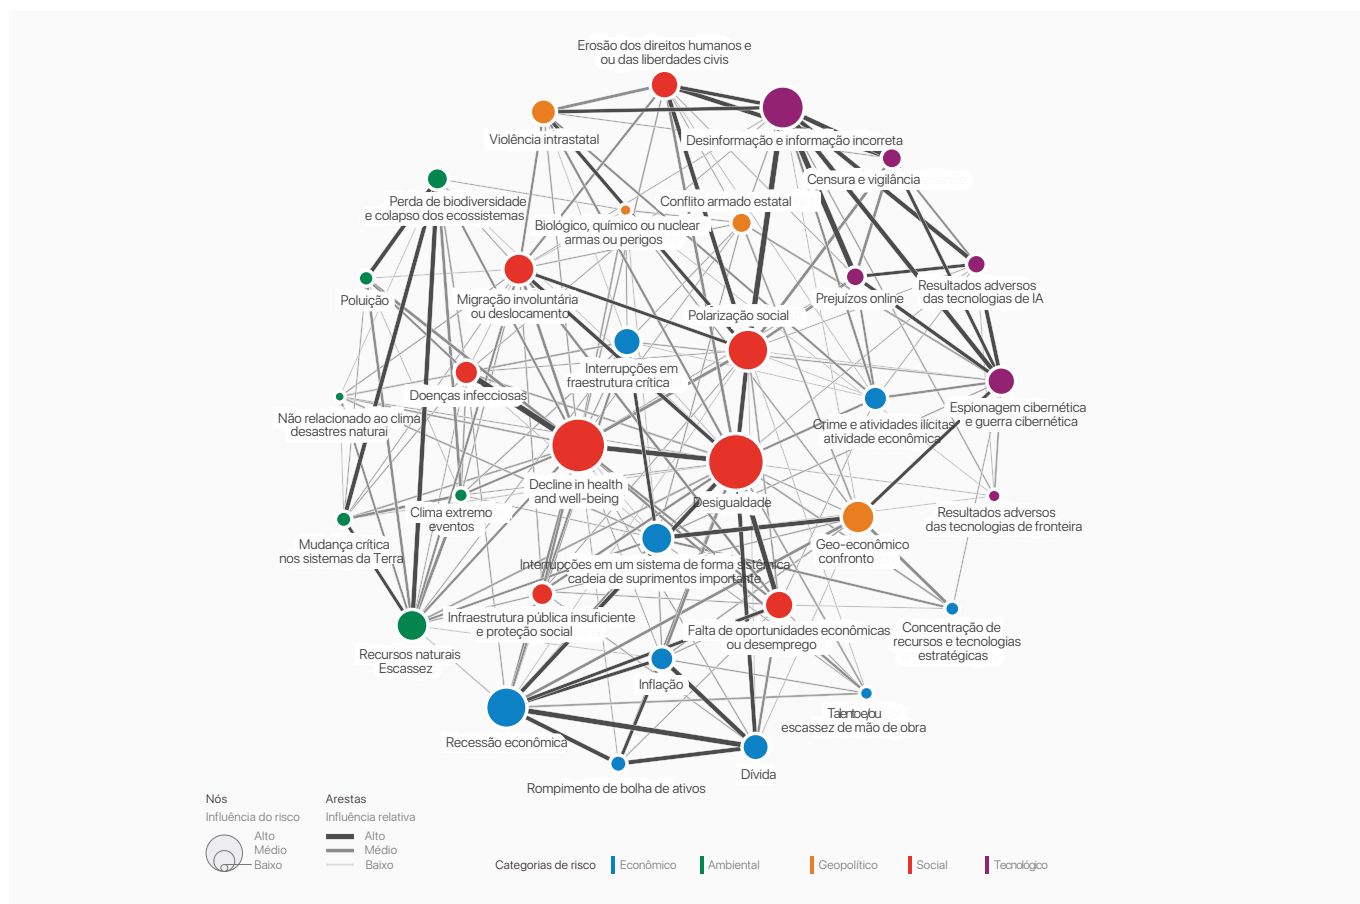 Erosão dos direitos humanos e
ou das liberdades civis
Violência intrastatal
Desinformação e informação incorreta
Censura e vigilância
Perda de biodiversidade
e colapso dos ecossistemas
Conflito armado estatal
Biológico, químico ou nuclear
armas ou perigos
Poluição
Migração involuntária
ou deslocamento
Prejuízos online
Resultados adversos
das tecnologias de IA
Polarização social
Interrupções em
fraestrutura crítica
Doenças infecciosas
Não relacionado ao clima
desastres naturai
Crime e atividades ilícitas
atividade econômica
Espionagem cibernética
e guerra cibernética
Decline in health
and well-being
Desigualdade
Clima extremo
eventos
Resultados adversos
das tecnologias de fronteira
Mudança crítica
nos sistemas da Terra
Geo-econômico
confronto
Interrupções em um sistema de forma sistêmica
cadeia de suprimentos importante
Infraestrutura pública insuficiente
e proteção social
Falta de oportunidades econômicas
ou desemprego
Concentração de
recursos e tecnologias
estratégicas
Recursos naturais
Escassez
Inflação
Talento e/ou
escassez de mão de obra
Recessão econômica
Dívida
Rompimento de bolha de ativos
Nós
Influência do risco
Alto
Médio
Baixo
Arestas
Influência relativa
Alto
Médio
Baixo
Categorias de risco
Econômico
Ambiental
Geopolítico
Social
Tecnológico